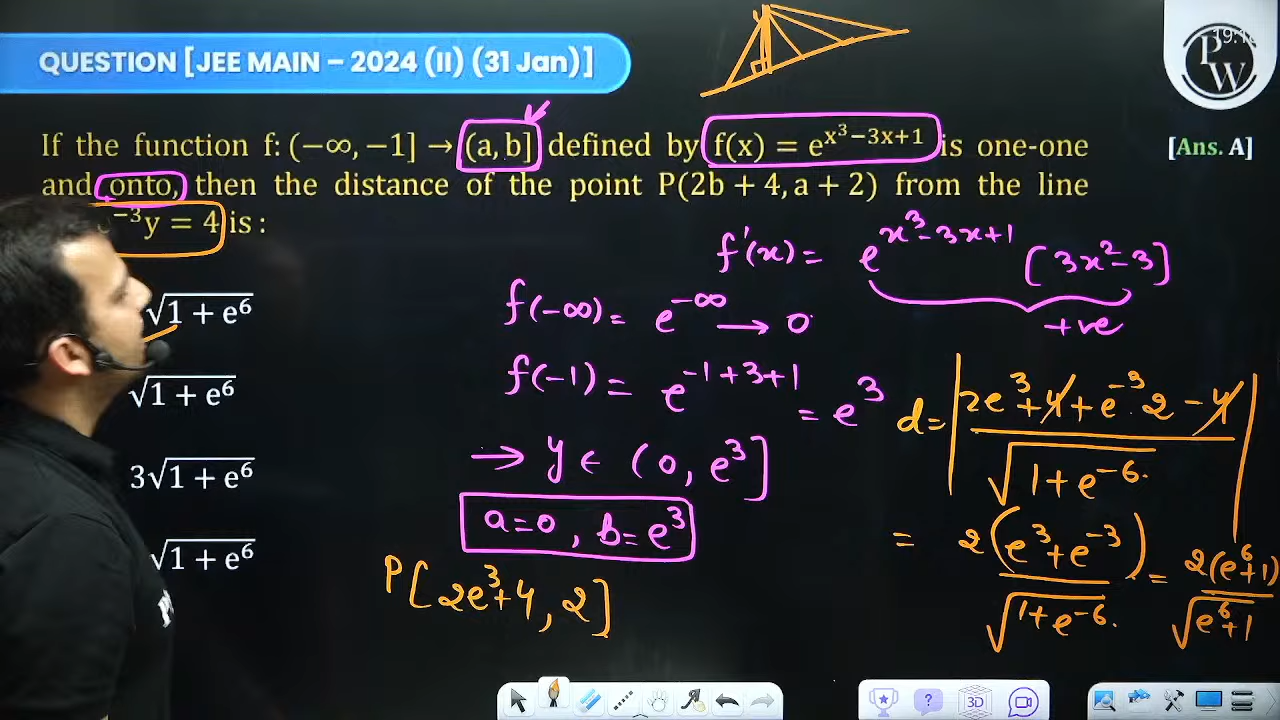 QUESTION [JEE MAIN – 2024 (II) (31 Jan)]
19:1
PW
If the function f: (−∞, −1] → (a, b] defined by f(x) = e^{x³−3x+1} is one-one
[Ans. A]
and onto, then the distance of the point P(2b + 4, a + 2) from the line
⁻³y = 4 is :
√1 + e⁶
√1 + e⁶
3√1 + e⁶
√1 + e⁶
f'(x) = e^{x³−3x+1} [3x²−3]
+ve
f(−∞) = e^{−∞} → 0
f(−1) = e^{−1+3+1} = e³
→ y ∈ (0, e³]
a=0, b=e³
P[2e³+4, 2]
d = |2e³+4+e⁻³·2 − 4| / √1+e⁻⁶
= 2(e³+e⁻³) / √1+e⁻⁶ = 2(e⁶+1) / √e⁶+1
3D